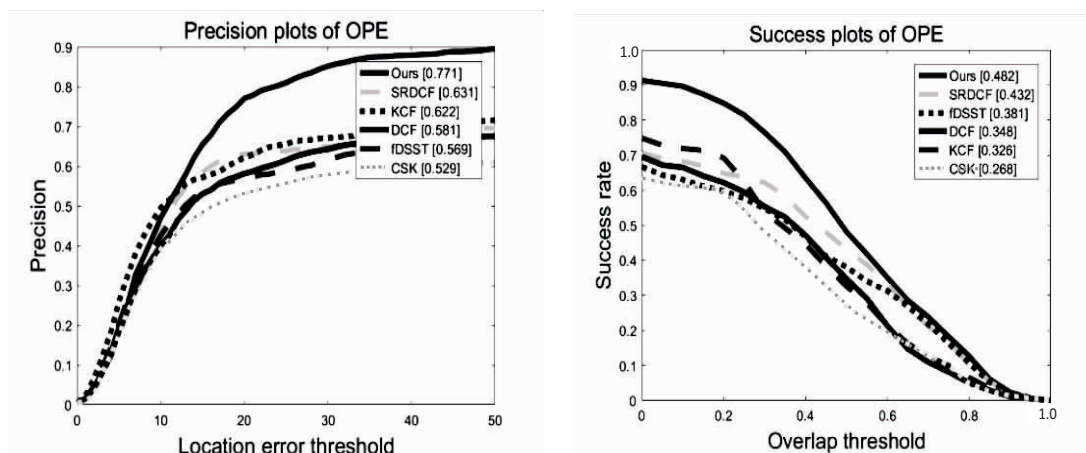 Precision plots of OPE
0.9
0.8
0.7
0.6
0.5
0.4
0.3
0.2
0.1
0
Precision
Ours [0.771]
SRDCF [0.631]
KCF [0.622]
DCF [0.581]
fDSST [0.569]
CSK [0.529]
0 10 20 30 40 50
Location error threshold
Success plots of OPE
1.0
0.9
0.8
0.7
0.6
0.5
0.4
0.3
0.2
0.1
0
Success rate
Ours [0.482]
SRDCF [0.432]
fDSST [0.381]
DCF [0.348]
KCF [0.326]
CSK [0.268]
0 0.2 0.4 0.6 0.8 1.0
Overlap threshold